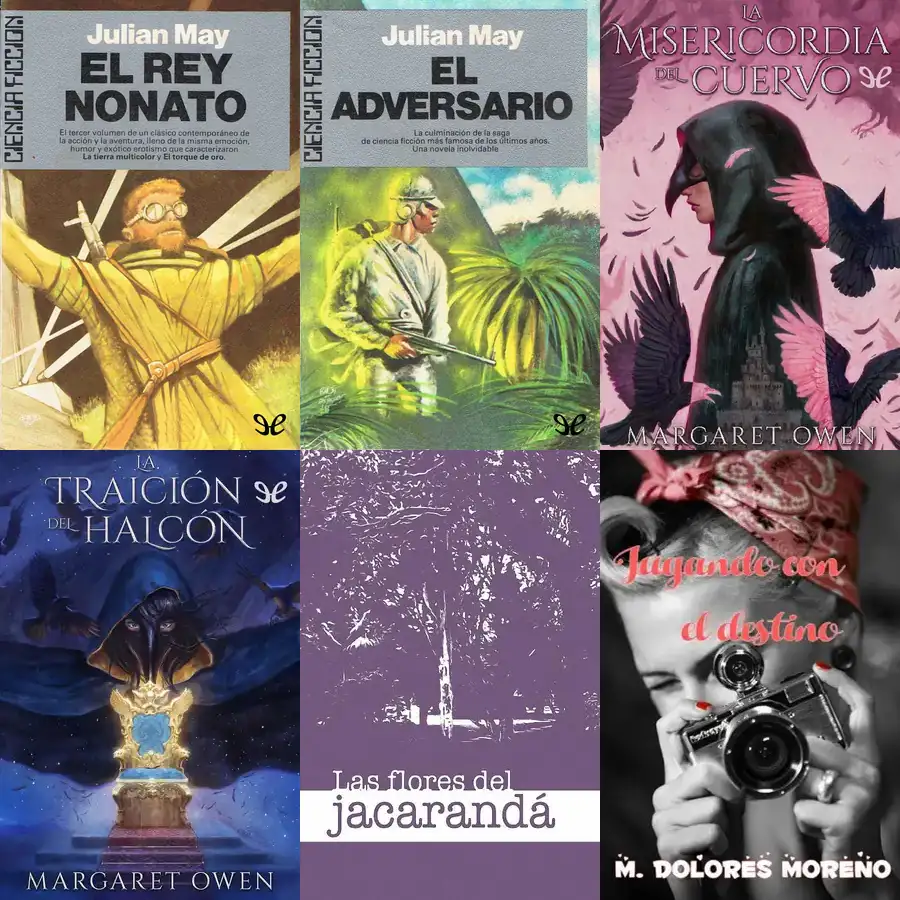 CIENCIA FICCION
Julian May
EL REY
NONATO
El tercer volumen de un clásico contemporáneo de
la acción y la aventura, lleno de la misma emoción,
humor y exótico erotismo que caracterizaron
La tierra multicolor y El torque de oro.
CIENCIA FICCION
Julian May
EL
ADVERSARIO
La culminación de la saga
de ciencia ficción más famosa de los últimos años.
Una novela inolvidable
LA
MISERICORDIA
DEL CUERVO
MARGARET OWEN
LA
TRAICIÓN
DEL HALCÓN
MARGARET OWEN
Las flores del
jacarandá
Jugando con
el destino
M. DOLORES MORENO